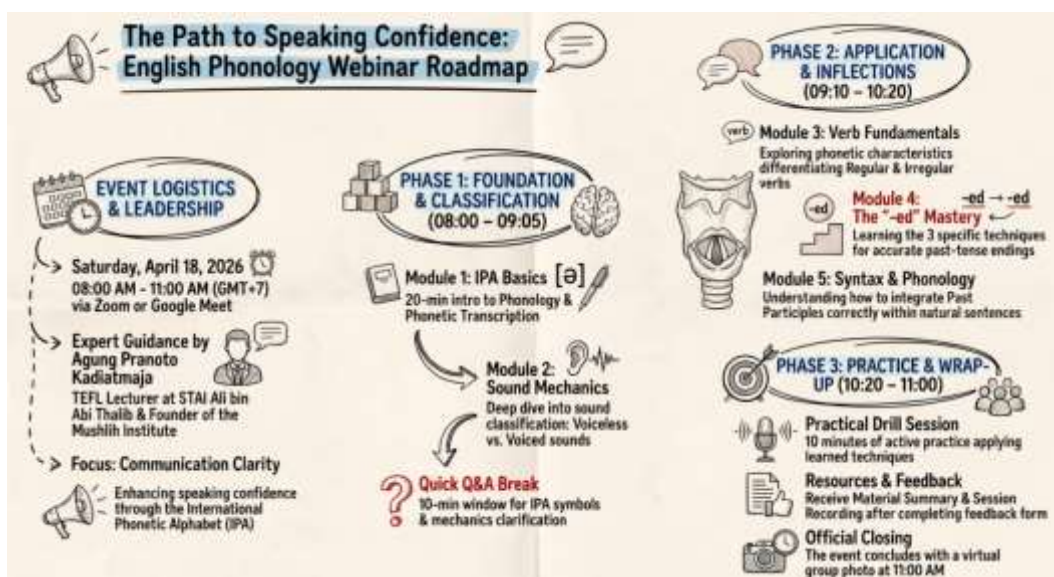 The Path to Speaking Confidence:
English Phonology Webinar Roadmap
EVENT LOGISTICS
& LEADERSHIP
Saturday, April 18, 2026
08:00 AM - 11:00 AM (GMT+7)
via Zoom or Google Meet
Expert Guidance by
Agung Pranoto
Kadiatmaja
TEFL Lecturer at STAI Ali bin
Abi Thalib & Founder of the
Mushlih Institute
Focus: Communication Clarity
Enhancing speaking confidence
through the International
Phonetic Alphabet (IPA)
PHASE 1: FOUNDATION
& CLASSIFICATION
(08:00 – 09:05)
Module 1: IPA Basics [ə]
20-min intro to Phonology &
Phonetic Transcription
Module 2:
Sound Mechanics
Deep dive into sound
classification: Voiceless
vs. Voiced sounds
Quick Q&A Break
10-min window for IPA symbols
& mechanics clarification
PHASE 2: APPLICATION
& INFLECTIONS
(09:10 – 10:20)
verb
Module 3: Verb Fundamentals
Exploring phonetic characteristics
differentiating Regular & Irregular
verbs
-ed
Module 4: -ed → -ed
The "-ed" Mastery
Learning the 3 specific techniques
for accurate past-tense endings
Module 5: Syntax & Phonology
Understanding how to integrate Past
Participles correctly within natural sentences
PHASE 3: PRACTICE & WRAP-
UP (10:20 – 11:00)
Practical Drill Session
10 minutes of active practice applying
learned techniques
Resources & Feedback
Receive Material Summary & Session
Recording after completing feedback form
Official Closing
The event concludes with a virtual
group photo at 11:00 AM